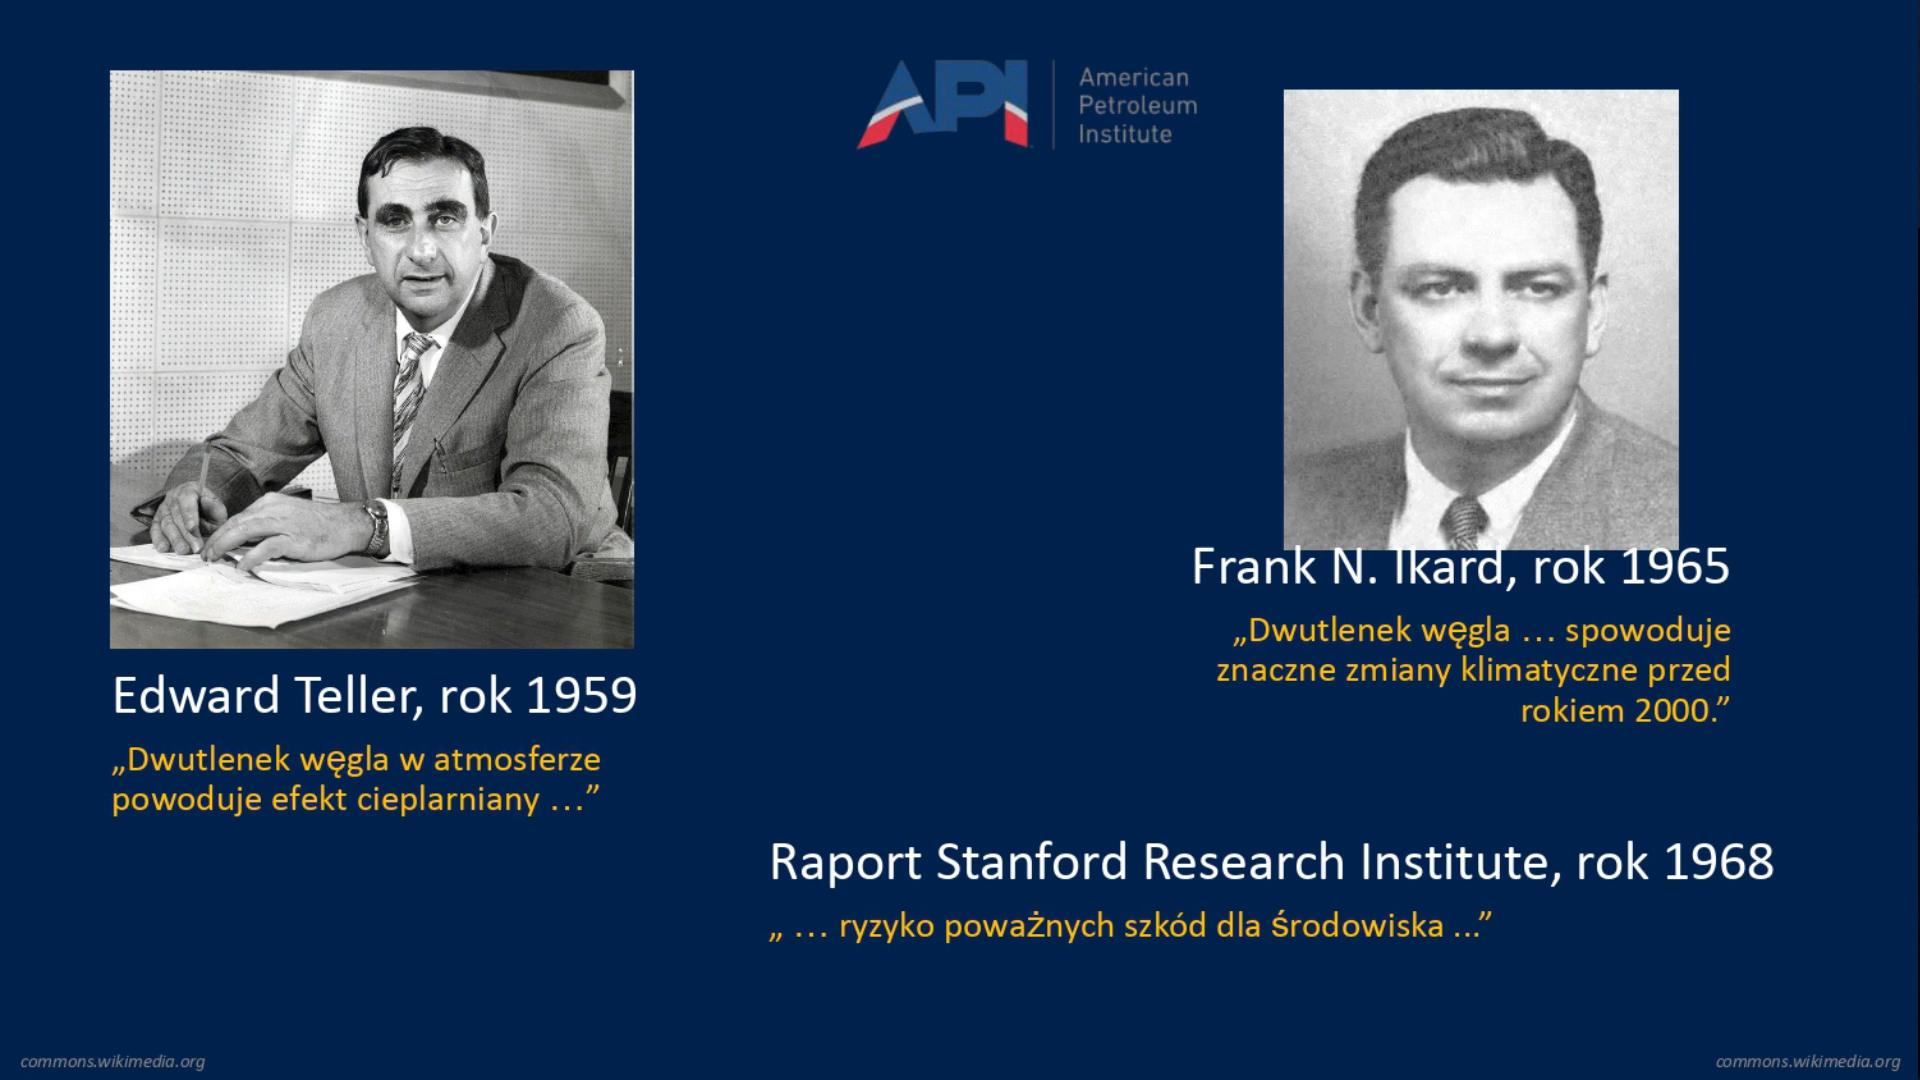 API
American
Petroleum
Institute
Edward Teller, rok 1959
„Dwutlenek węgla w atmosferze
powoduje efekt cieplarniany …”
Frank N. Ikard, rok 1965
„Dwutlenek węgla … spowoduje
znaczne zmiany klimatyczne przed
rokiem 2000.”
Raport Stanford Research Institute, rok 1968
„ … ryzyko poważnych szkód dla środowiska ...”
commons.wikimedia.org
commons.wikimedia.org